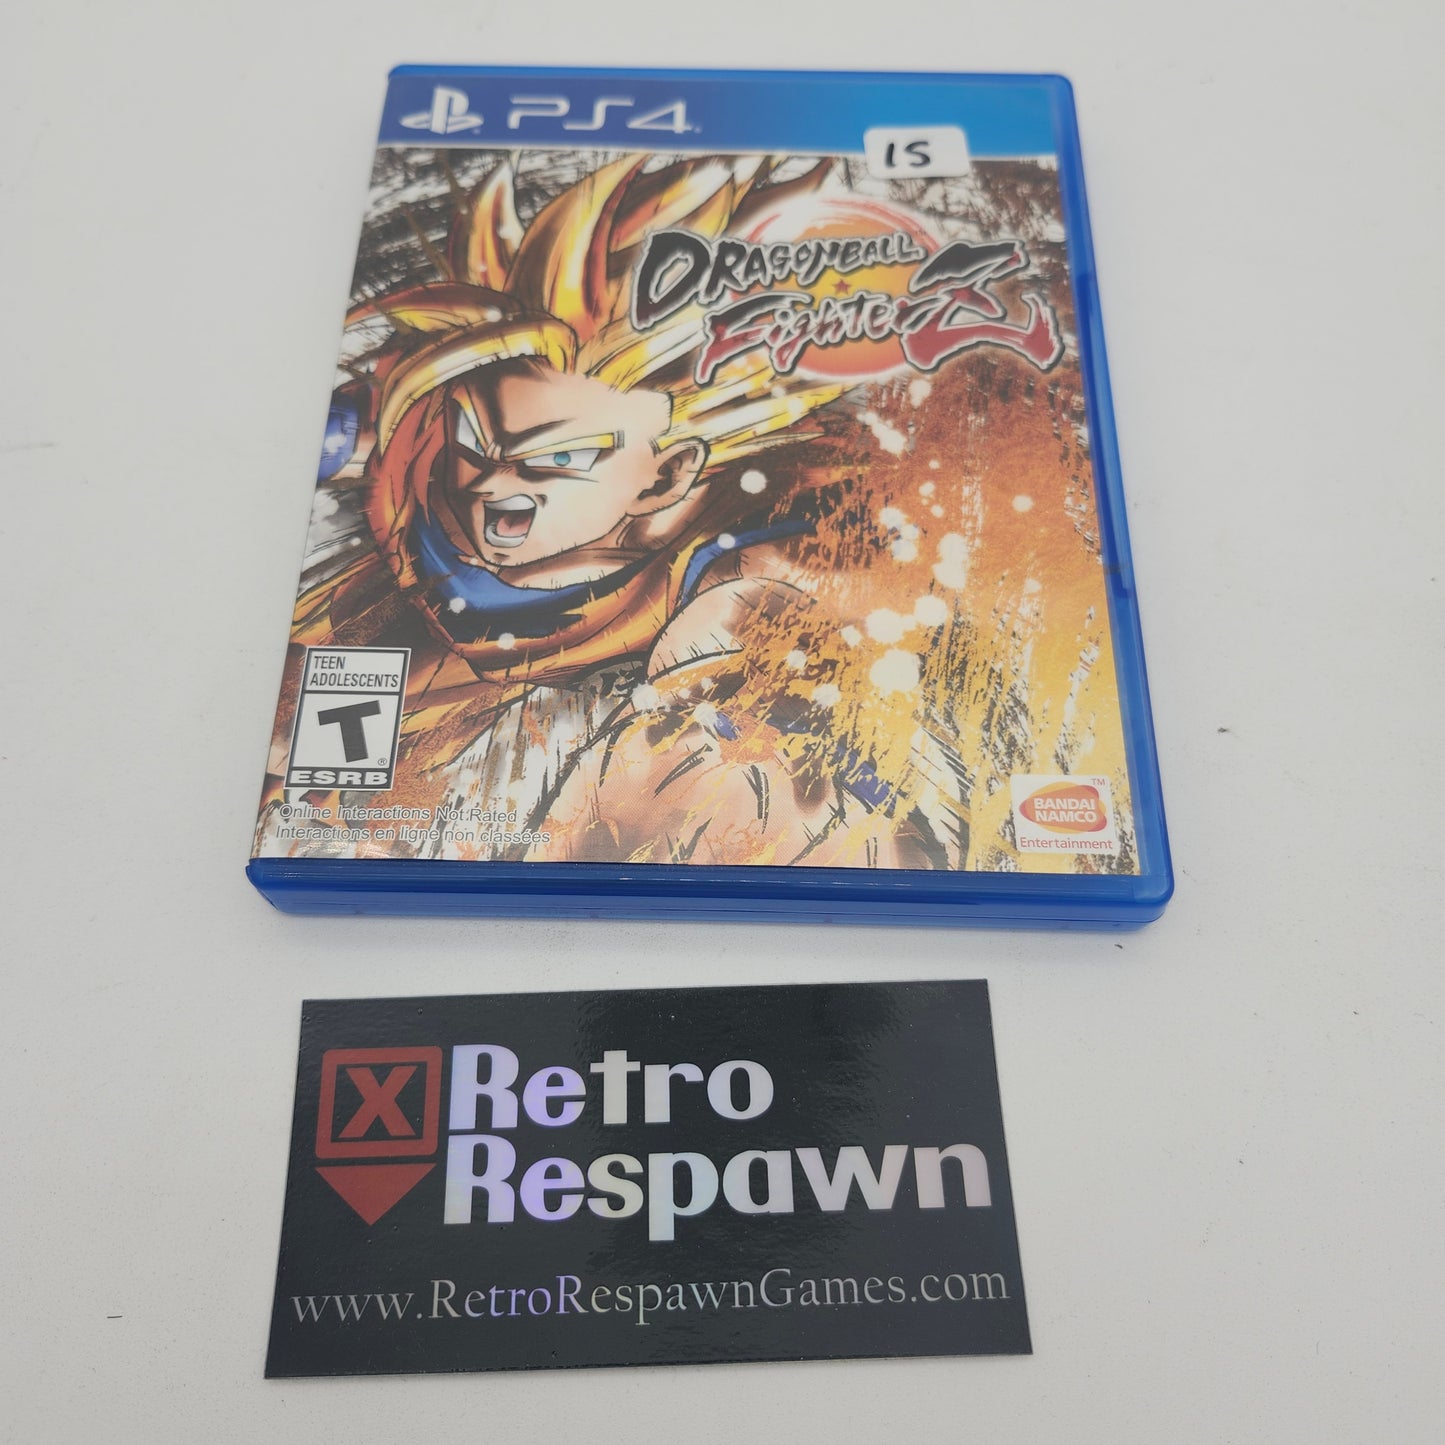 PS4
15
DRAGONBALL
FighterZ
TEEN
ADOLESCENTS
T
®
ESRB
Online Interactions Not Rated
Interactions en ligne non classées
TM
BANDAI
NAMCO
Entertainment
X Retro
Respawn
www.RetroRespawnGames.com